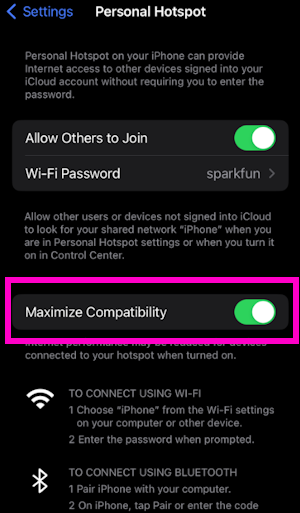 Settings Personal Hotspot
Personal Hotspot on your iPhone can provide
Internet access to other devices signed into your
iCloud account without requiring you to enter the
password.
Allow Others to Join
Wi-Fi Password sparkfun
Allow other users or devices not signed into iCloud
to look for your shared network “iPhone” when you
are in Personal Hotspot settings or when you turn it
on in Control Center.
Maximize Compatibility
Internet performance may be reduced for devices
connected to your hotspot when turned on.
TO CONNECT USING WI-FI
1 Choose “iPhone” from the Wi-Fi settings
on your computer or other device.
2 Enter the password when prompted.
TO CONNECT USING BLUETOOTH
1 Pair iPhone with your computer.
2 On iPhone, tap Pair or enter the code